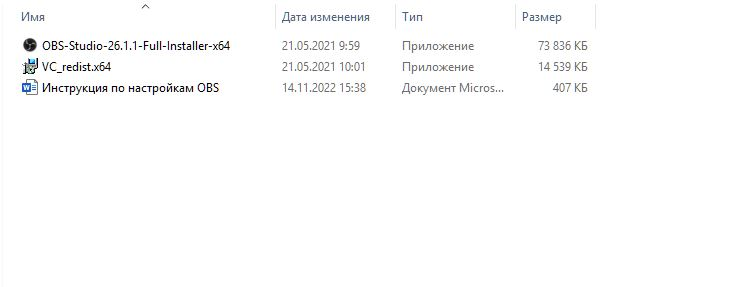 Имя Дата изменения Тип Размер
OBS-Studio-26.1.1-Full-Installer-x64 21.05.2021 9:59 Приложение 73 836 КБ
VC_redist.x64 21.05.2021 10:01 Приложение 14 539 КБ
Инструкция по настройкам OBS 14.11.2022 15:38 Документ Micros... 407 КБ